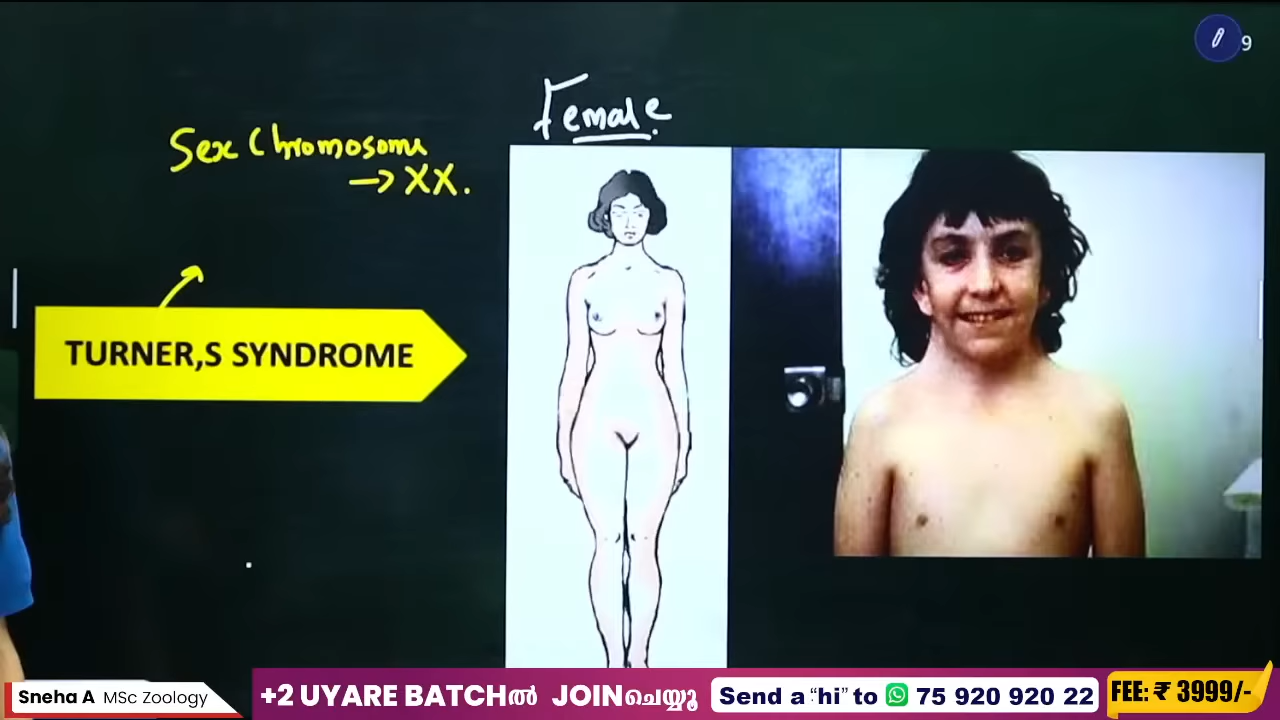 9
Female.
Sex Chromosome
→ XX.
TURNER,S SYNDROME
Sneha A MSc Zoology
+2 UYARE BATCHൽ JOINചെയ്യൂ
Send a “hi” to 75 920 920 22
FEE: ₹ 3999/-